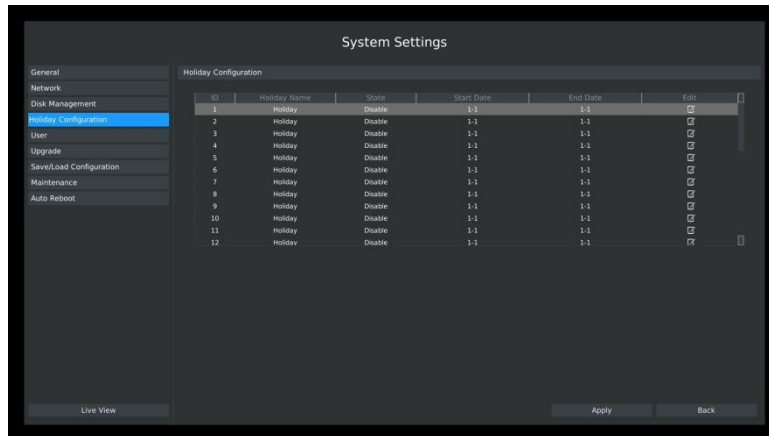 System Settings
General
Network
Disk Management
Holiday Configuration
User
Upgrade
Save/Load Configuration
Maintenance
Auto Reboot
Holiday Configuration
ID Holiday Name State Start Date End Date Edit
1 Holiday Disable 1-1 1-1
2 Holiday Disable 1-1 1-1
3 Holiday Disable 1-1 1-1
4 Holiday Disable 1-1 1-1
5 Holiday Disable 1-1 1-1
6 Holiday Disable 1-1 1-1
7 Holiday Disable 1-1 1-1
8 Holiday Disable 1-1 1-1
9 Holiday Disable 1-1 1-1
10 Holiday Disable 1-1 1-1
11 Holiday Disable 1-1 1-1
12 Holiday Disable 1-1 1-1
Live View Apply Back